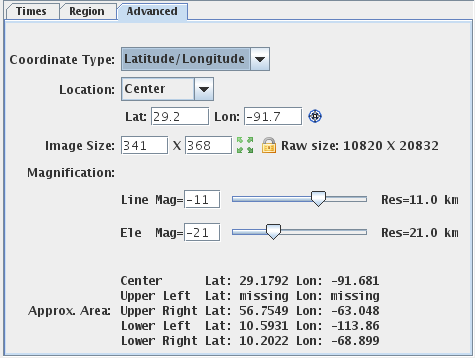 Times Region Advanced
Coordinate Type: Latitude/Longitude
Location: Center
Lat: 29.2 Lon: -91.7
Image Size: 341 X 368 Raw size: 10820 X 20832
Magnification:
Line Mag= -11 Res=11.0 km
Ele Mag= -21 Res=21.0 km
Center Lat: 29.1792 Lon: -91.681
Upper Left Lat: missing Lon: missing
Approx. Area: Upper Right Lat: 56.7549 Lon: -63.048
Lower Left Lat: 10.5931 Lon: -113.86
Lower Right Lat: 10.2022 Lon: -68.899